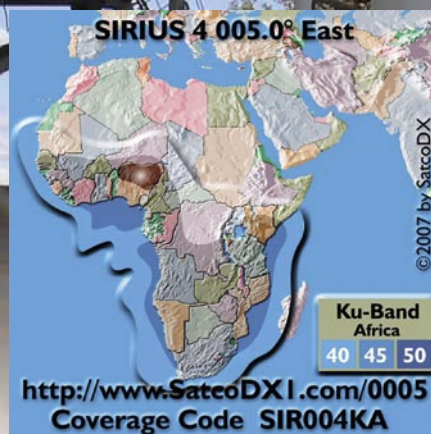 SIRIUS 4 005.0° East
©2007 by SatcoDX
Ku-Band
Africa
40 45 50
http://www.SatcoDX1.com/0005
Coverage Code SIR004KA